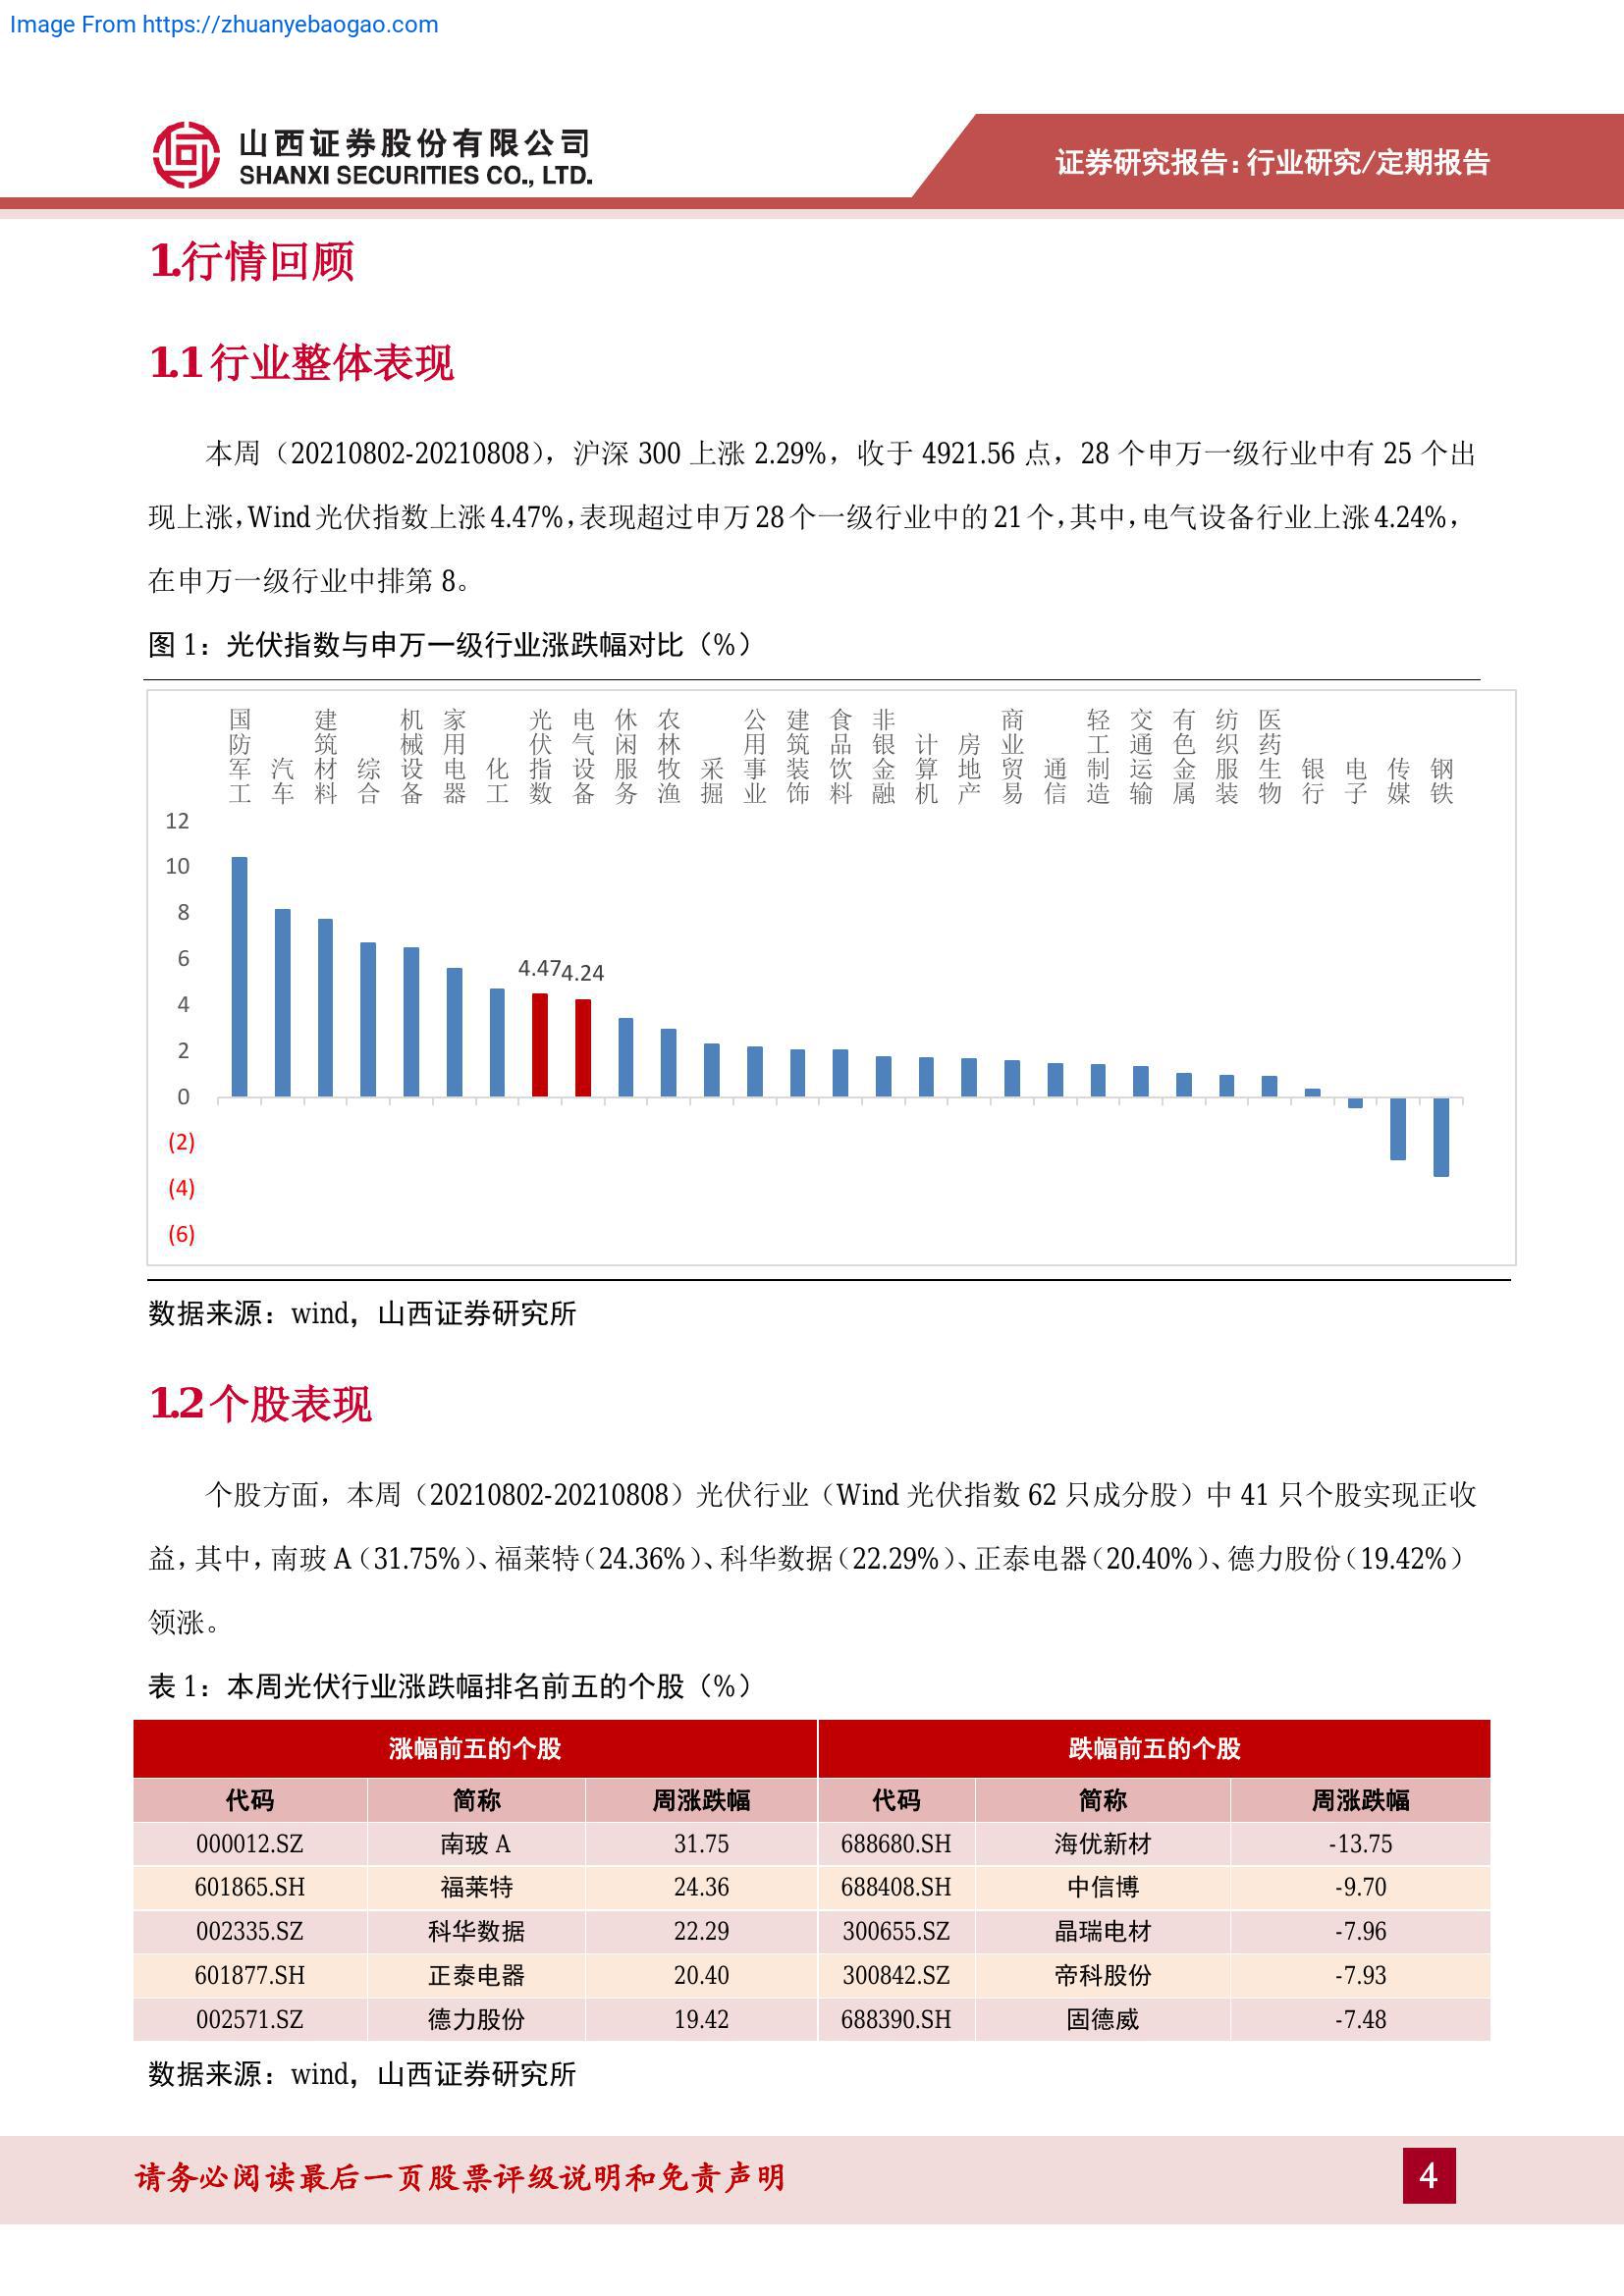 Image From https://zhuanyebaogao.com
山西证券股份有限公司
SHANXI SECURITIES CO., LTD.
证券研究报告：行业研究/定期报告
1.行情回顾
1.1 行业整体表现
本周（20210802-20210808），沪深 300 上涨 2.29%，收于 4921.56 点，28 个申万一级行业中有 25 个出
现上涨，Wind 光伏指数上涨 4.47%，表现超过申万 28 个一级行业中的 21 个，其中，电气设备行业上涨 4.24%，
在申万一级行业中排第 8。
图 1：光伏指数与申万一级行业涨跌幅对比（%）
国防军工 汽车 建筑材料 综合 机械设备 家用电器 化工 光伏指数 电气设备 休闲服务 农林牧渔 采掘 公用事业 建筑装饰 食品饮料 非银金融 计算机 房地产 商业贸易 通信 轻工制造 交通运输 有色金属 纺织服装 医药生物 银行 电子 传媒 钢铁
12
10
8
6
4.47 4.24
4
2
0
(2)
(4)
(6)
数据来源：wind，山西证券研究所
1.2 个股表现
个股方面，本周（20210802-20210808）光伏行业（Wind 光伏指数 62 只成分股）中 41 只个股实现正收
益，其中，南玻 A（31.75%）、福莱特（24.36%）、科华数据（22.29%）、正泰电器（20.40%）、德力股份（19.42%）
领涨。
表 1：本周光伏行业涨跌幅排名前五的个股（%）
涨幅前五的个股 跌幅前五的个股
代码 简称 周涨跌幅 代码 简称 周涨跌幅
000012.SZ 南玻 A 31.75 688680.SH 海优新材 -13.75
601865.SH 福莱特 24.36 688408.SH 中信博 -9.70
002335.SZ 科华数据 22.29 300655.SZ 晶瑞电材 -7.96
601877.SH 正泰电器 20.40 300842.SZ 帝科股份 -7.93
002571.SZ 德力股份 19.42 688390.SH 固德威 -7.48
数据来源：wind，山西证券研究所
请务必阅读最后一页股票评级说明和免责声明
4